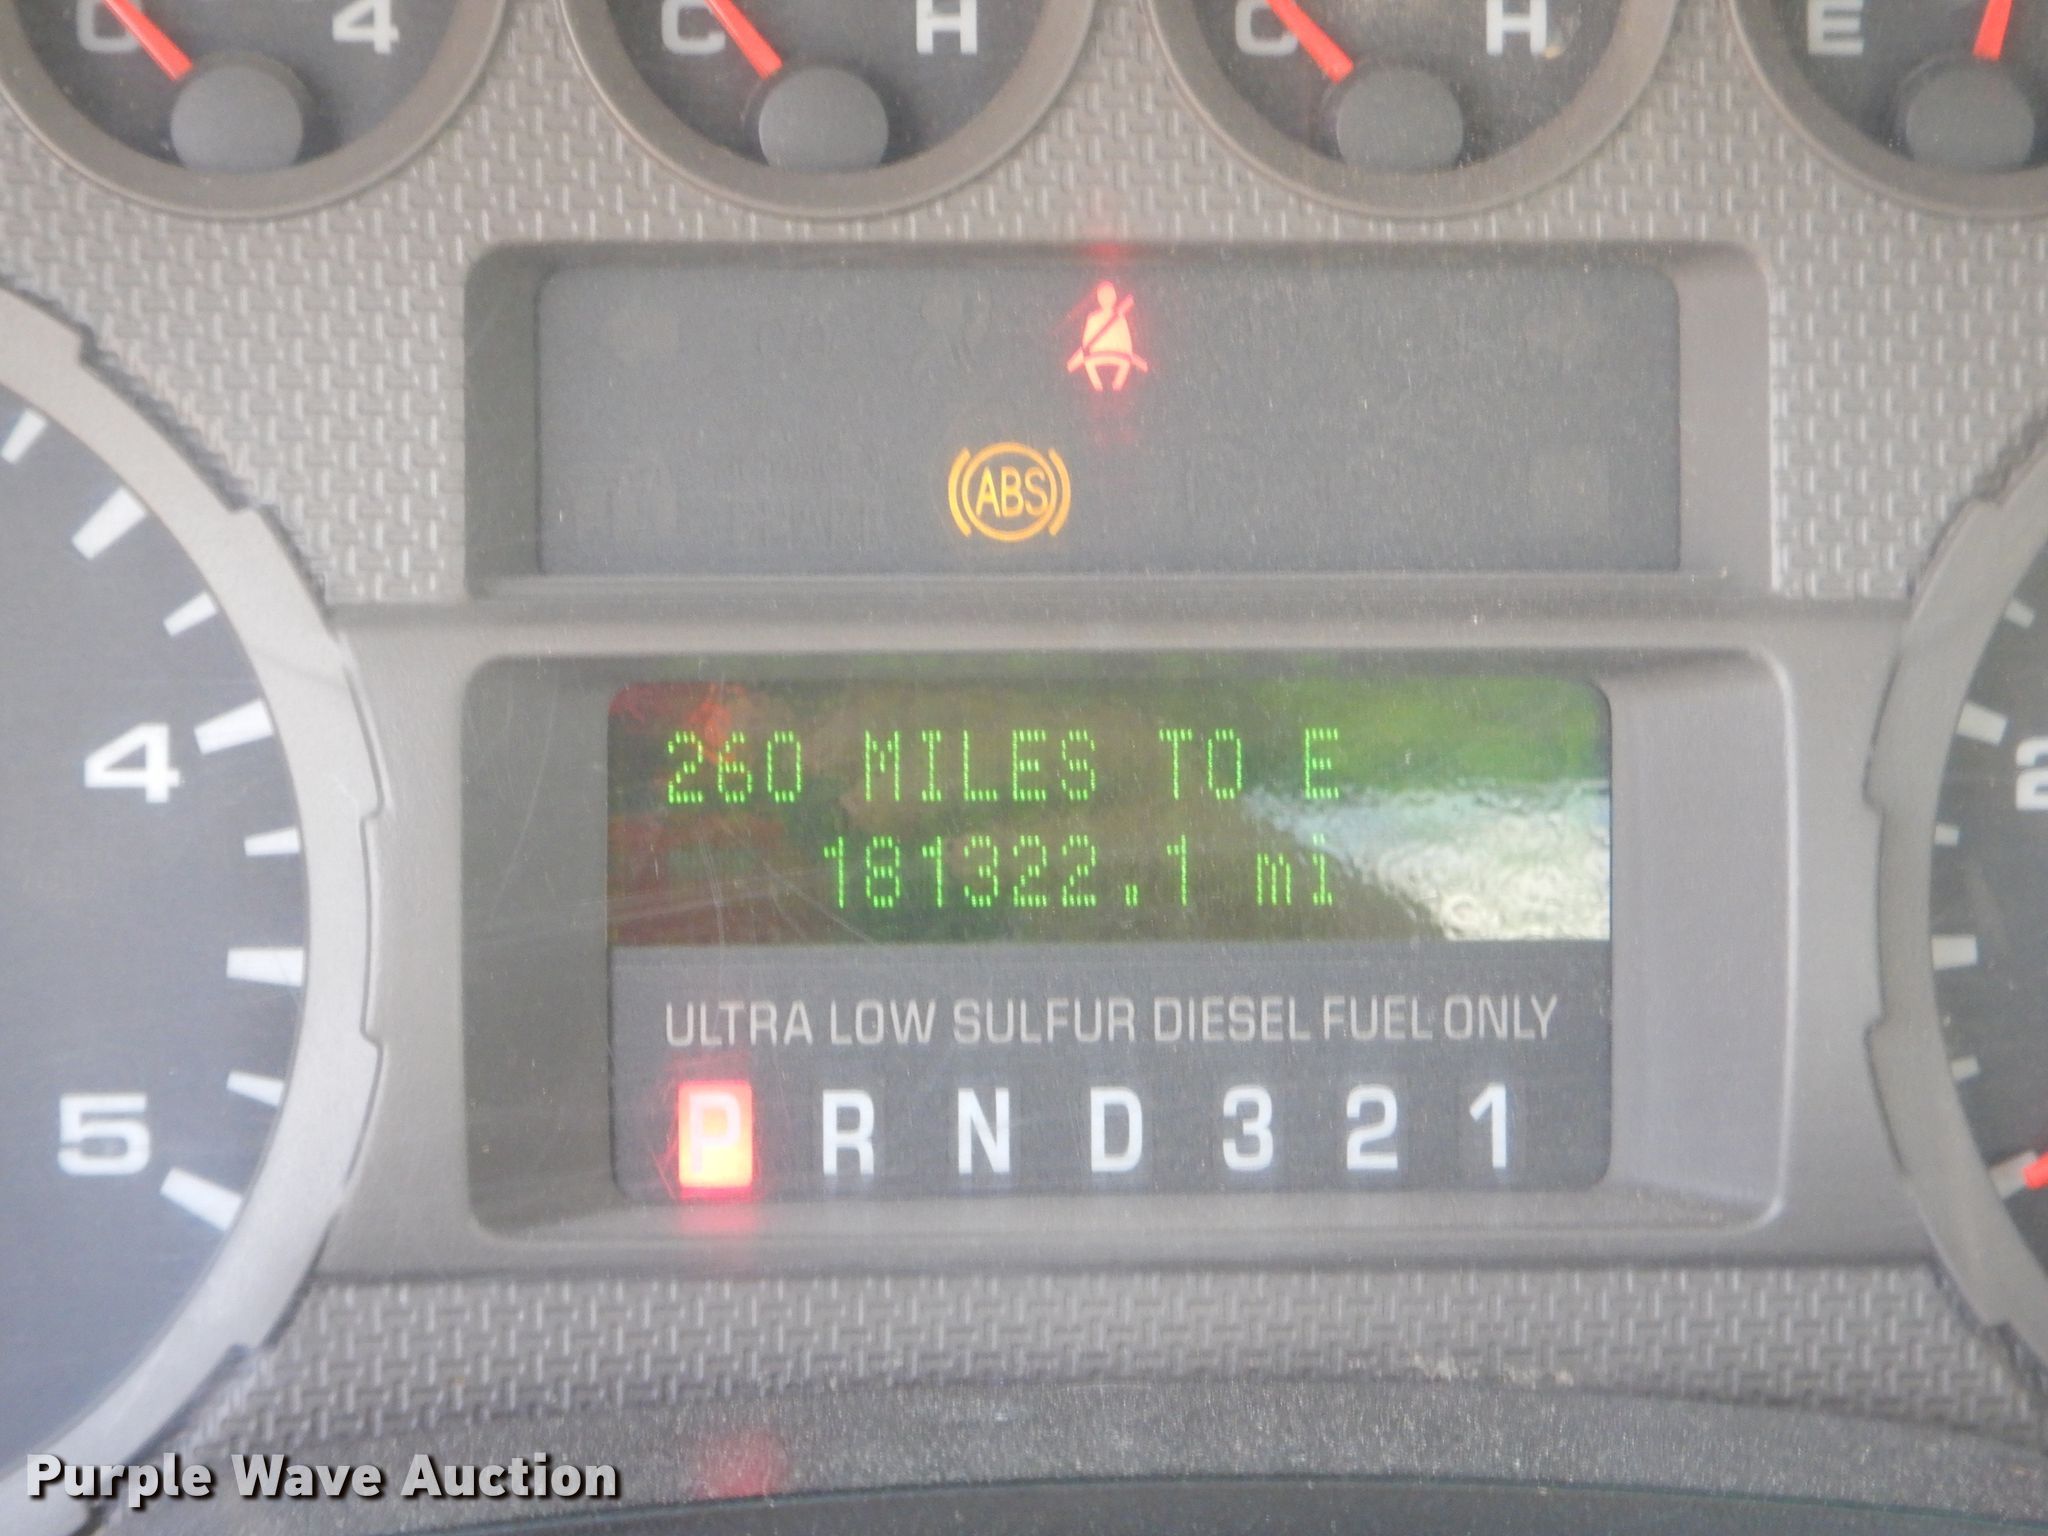 C 4 C H C H E
ABS
4
260 MILES TO E
181322.1 mi
2
ULTRA LOW SULFUR DIESEL FUEL ONLY
5
P R N D 3 2 1
Purple Wave Auction